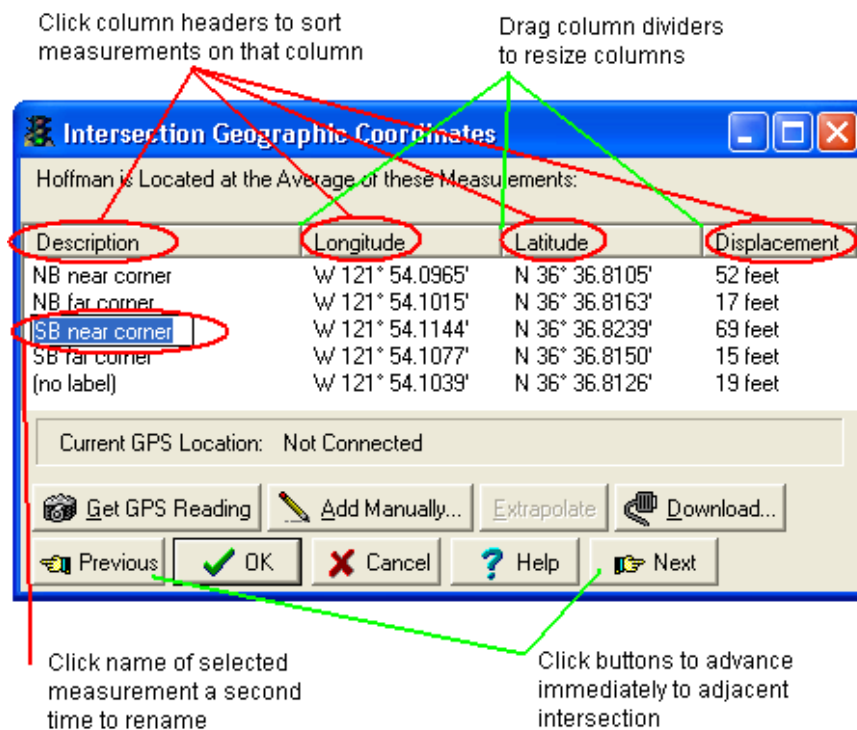 Click column headers to sort
measurements on that column
Drag column dividers
to resize columns
Intersection Geographic Coordinates
Hoffman is Located at the Average of these Measurements:
Description Longitude Latitude Displacement
NB near corner W 121° 54.0965' N 36° 36.8105' 52 feet
NB far corner W 121° 54.1015' N 36° 36.8163' 17 feet
SB near corner W 121° 54.1144' N 36° 36.8239' 69 feet
SB far corner W 121° 54.1077' N 36° 36.8150' 15 feet
(no label) W 121° 54.1039' N 36° 36.8126' 19 feet
Current GPS Location: Not Connected
Get GPS Reading Add Manually... Extrapolate Download...
Previous OK Cancel Help Next
Click name of selected
measurement a second
time to rename
Click buttons to advance
immediately to adjacent
intersection